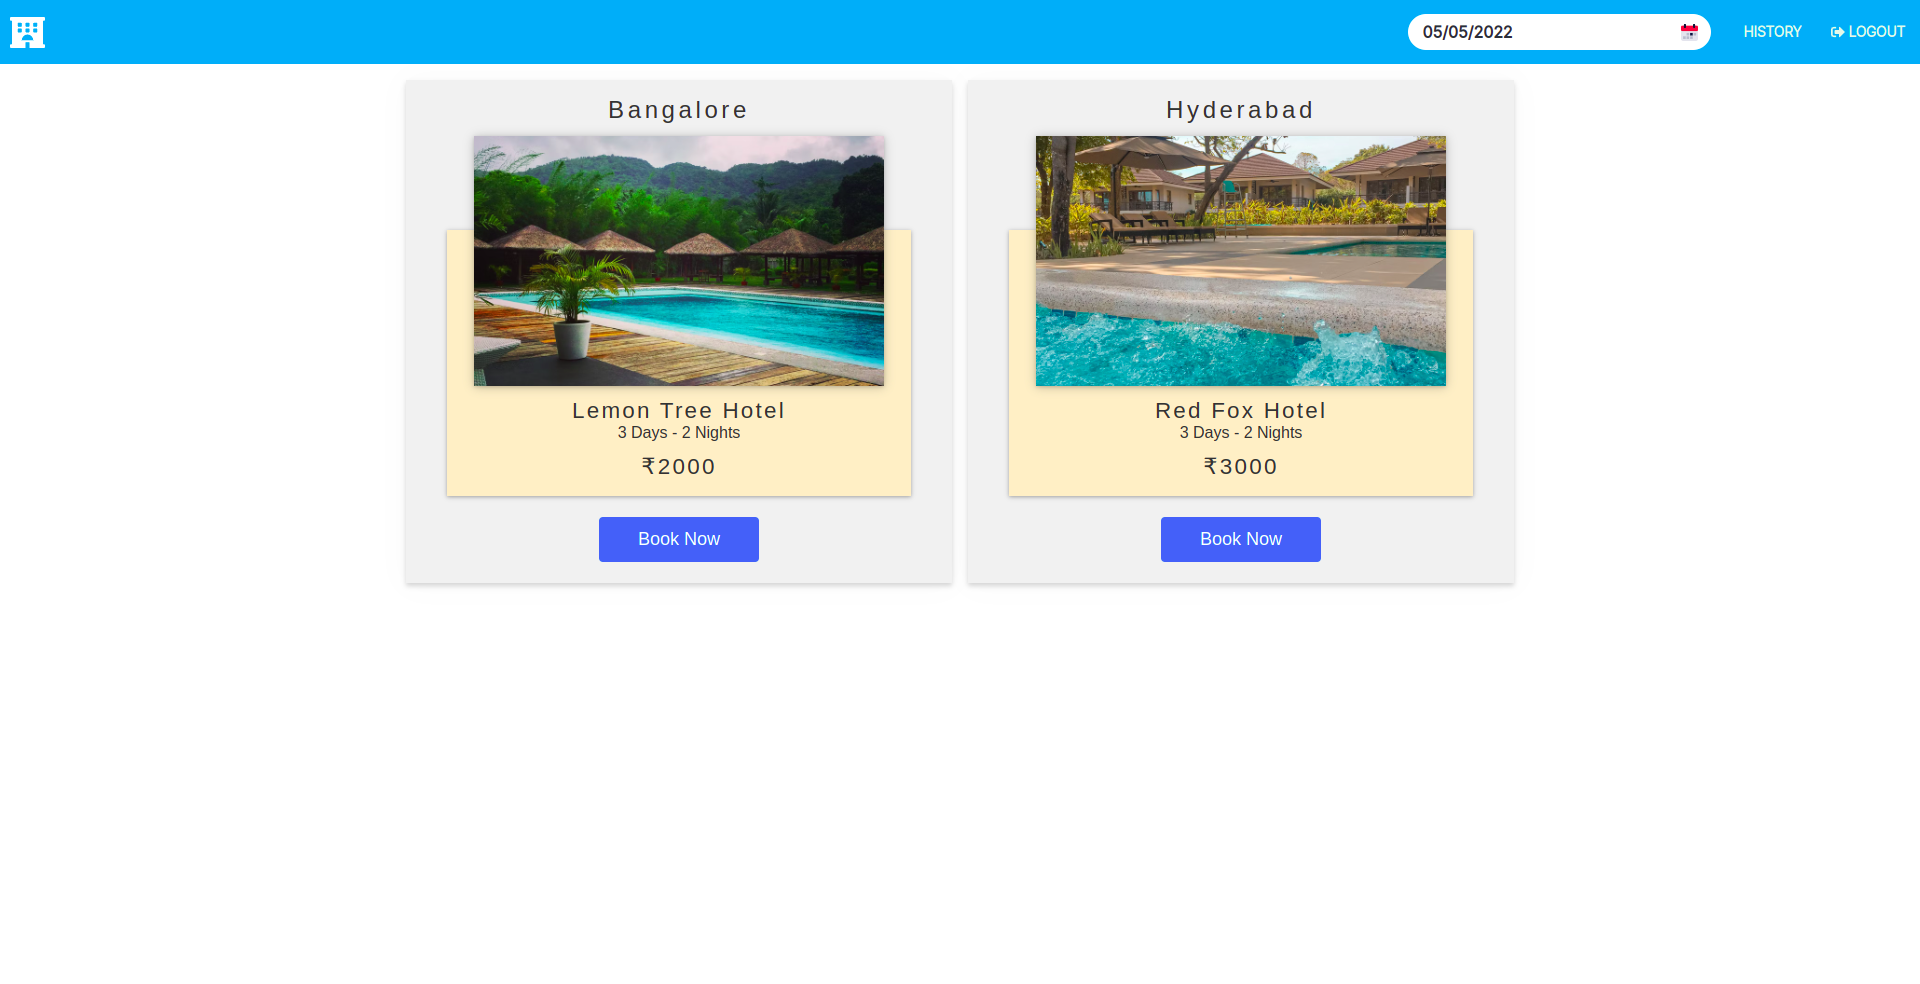 05/05/2022
HISTORY
LOGOUT
Bangalore
Lemon Tree Hotel
3 Days - 2 Nights
₹2000
Book Now
Hyderabad
Red Fox Hotel
3 Days - 2 Nights
₹3000
Book Now